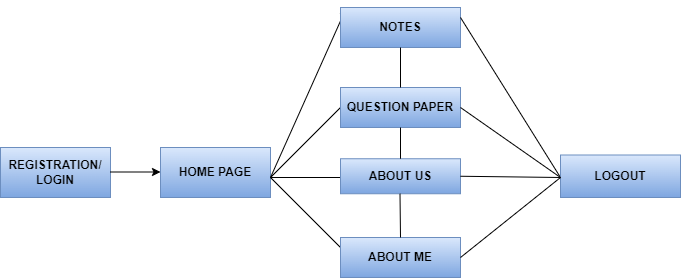 NOTES
QUESTION PAPER
REGISTRATION/
LOGIN
HOME PAGE
ABOUT US
LOGOUT
ABOUT ME